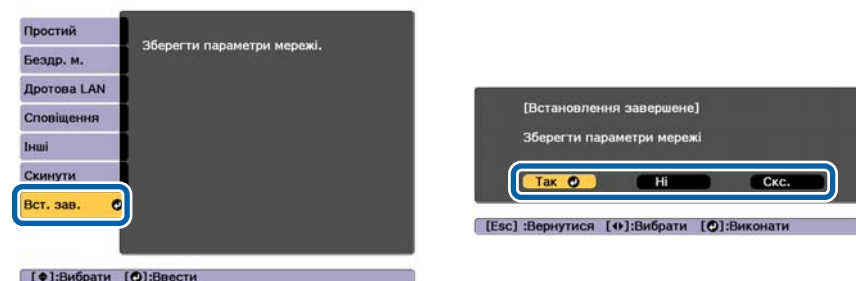 Простий
Бездр. м.
Дротова LAN
Сповіщення
Інші
Скинути
Вст. зав.
Зберегти параметри мережі.
[ ]:Вибрати [ ]:Ввести
[Встановлення завершене]
Зберегти параметри мережі
Так Ні Скс.
[Esc] :Вернутися [ ]:Вибрати [ ]:Виконати